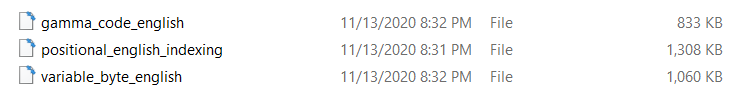 gamma_code_english 11/13/2020 8:32 PM File 833 KB
positional_english_indexing 11/13/2020 8:31 PM File 1,308 KB
variable_byte_english 11/13/2020 8:32 PM File 1,060 KB